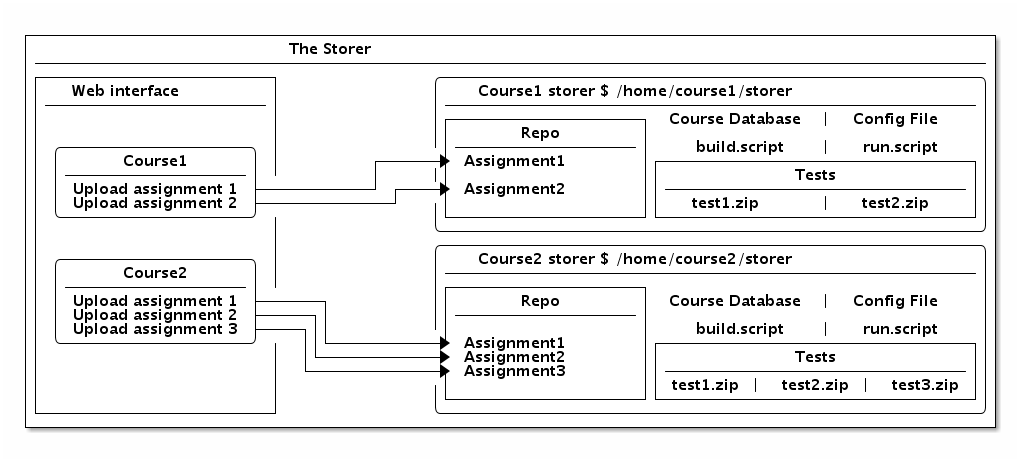 The Storer
Web interface
Course1
Upload assignment 1
Upload assignment 2
Course2
Upload assignment 1
Upload assignment 2
Upload assignment 3
Course1 storer $ /home/course1/storer
Repo
Assignment1
Assignment2
Course Database | Config File
build.script | run.script
Tests
test1.zip | test2.zip
Course2 storer $ /home/course2/storer
Repo
Assignment1
Assignment2
Assignment3
Course Database | Config File
build.script | run.script
Tests
test1.zip | test2.zip | test3.zip